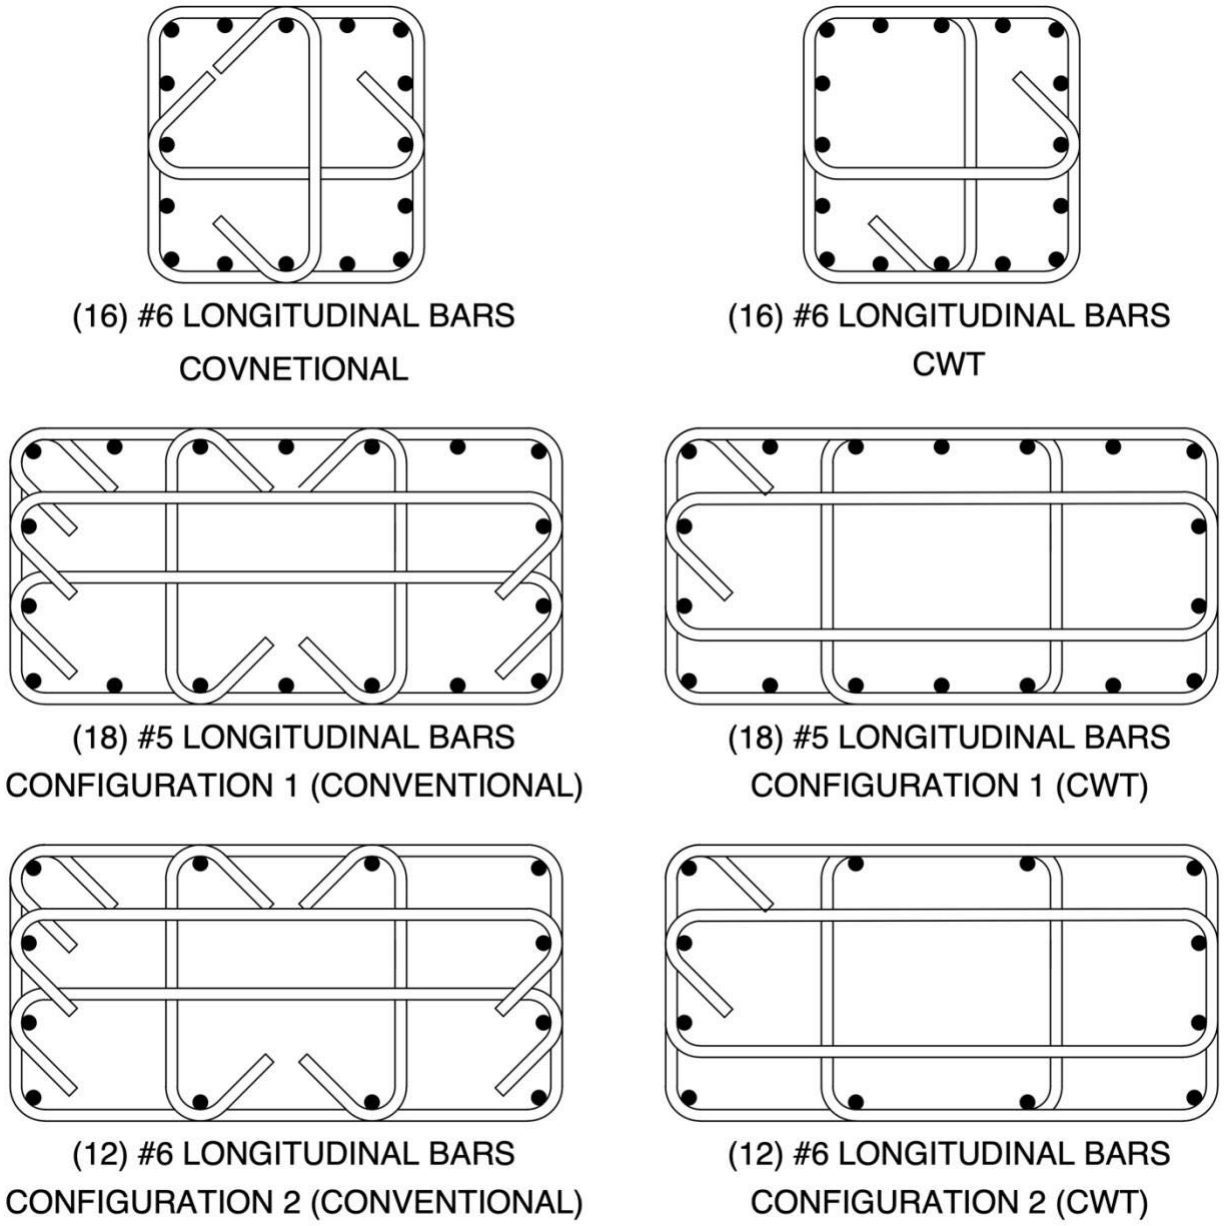 (16) #6 LONGITUDINAL BARS
COVNETIONAL
(16) #6 LONGITUDINAL BARS
CWT
(18) #5 LONGITUDINAL BARS
CONFIGURATION 1 (CONVENTIONAL)
(18) #5 LONGITUDINAL BARS
CONFIGURATION 1 (CWT)
(12) #6 LONGITUDINAL BARS
CONFIGURATION 2 (CONVENTIONAL)
(12) #6 LONGITUDINAL BARS
CONFIGURATION 2 (CWT)